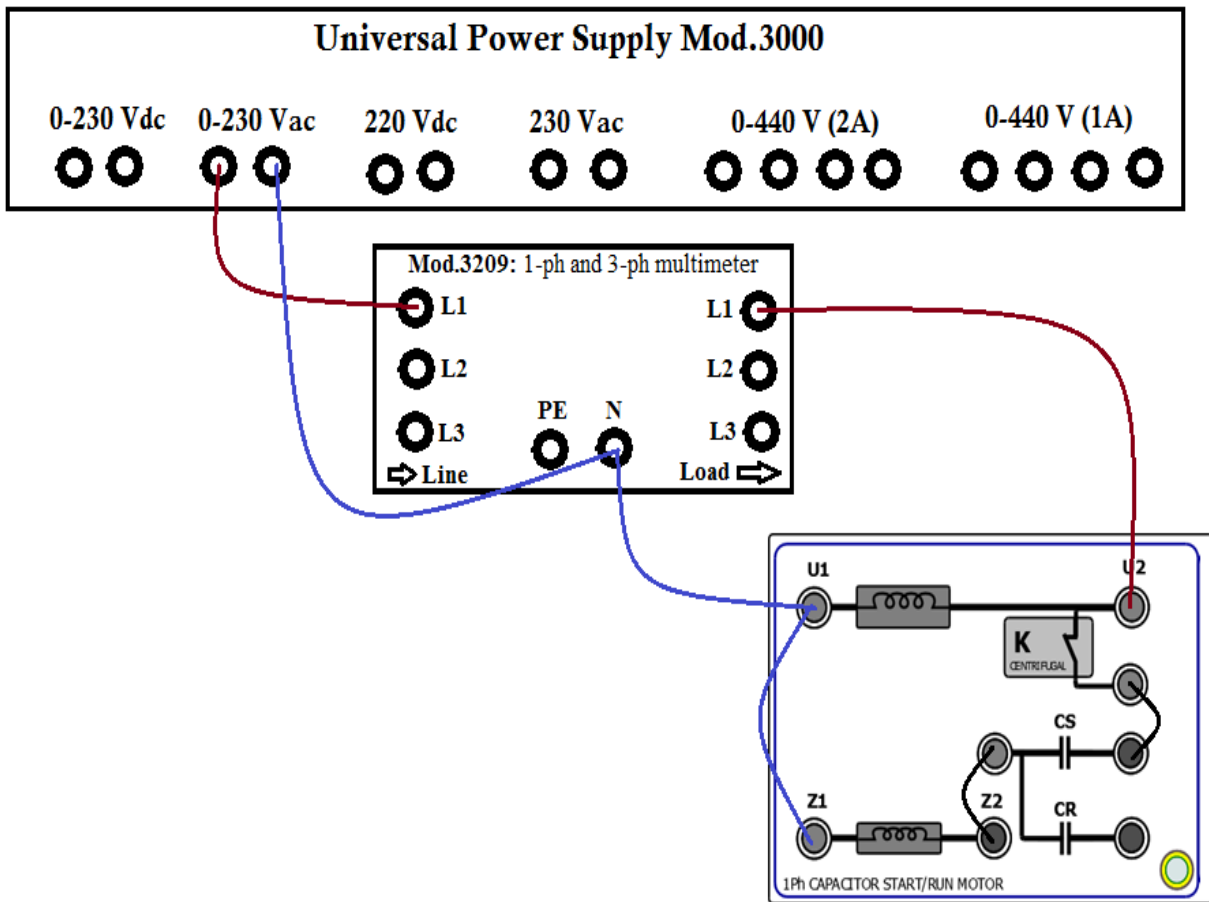 Universal Power Supply Mod.3000
0-230 Vdc 0-230 Vac 220 Vdc 230 Vac 0-440 V (2A) 0-440 V (1A)
Mod.3209: 1-ph and 3-ph multimeter
L1 L1
L2 L2
PE N
L3 L3
Line Load
U1 U2
K
CENTRIFUGAL
CS
Z1 Z2 CR
1Ph CAPACITOR START/RUN MOTOR